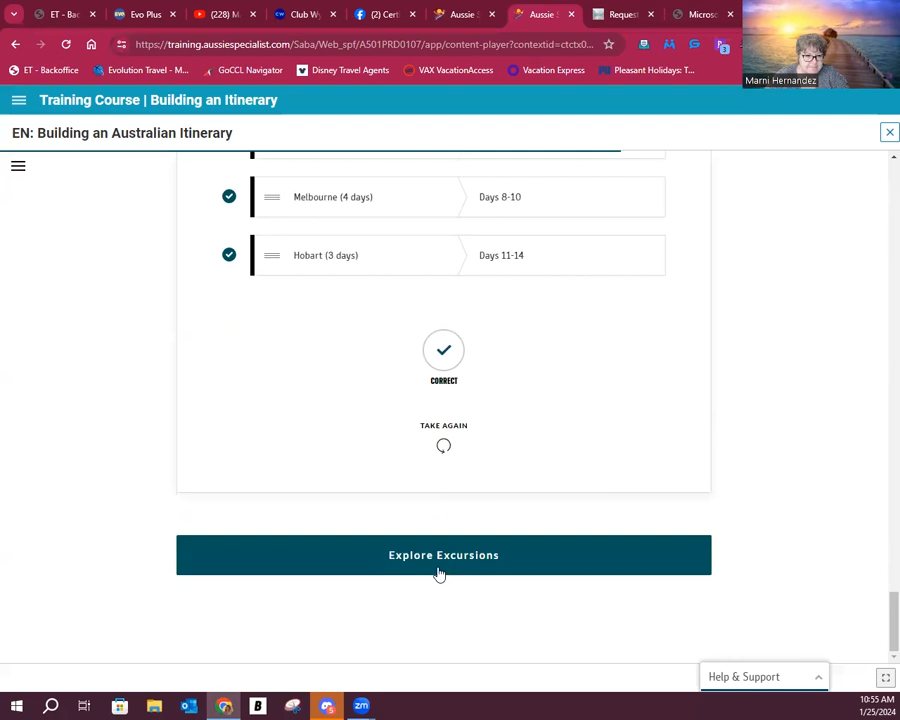 ET - Bac
Evo Plus
(228) M
Club W
(2) Certi
Aussie S
Aussie S
Request
Microso
https://training.aussiespecialist.com/Saba/Web_spf/A501PRD0107/app/content-player?contextid=ctctx0...
3
ET - Backoffice
Evolution Travel - M...
GoCCL Navigator
Disney Travel Agents
VAX VacationAccess
Vacation Express
Pleasant Holidays: T...
Marni Hernandez
Training Course | Building an Itinerary
EN: Building an Australian Itinerary
Melbourne (4 days)
Days 8-10
Hobart (3 days)
Days 11-14
CORRECT
TAKE AGAIN
Explore Excursions
Help & Support
10:55 AM
1/25/2024